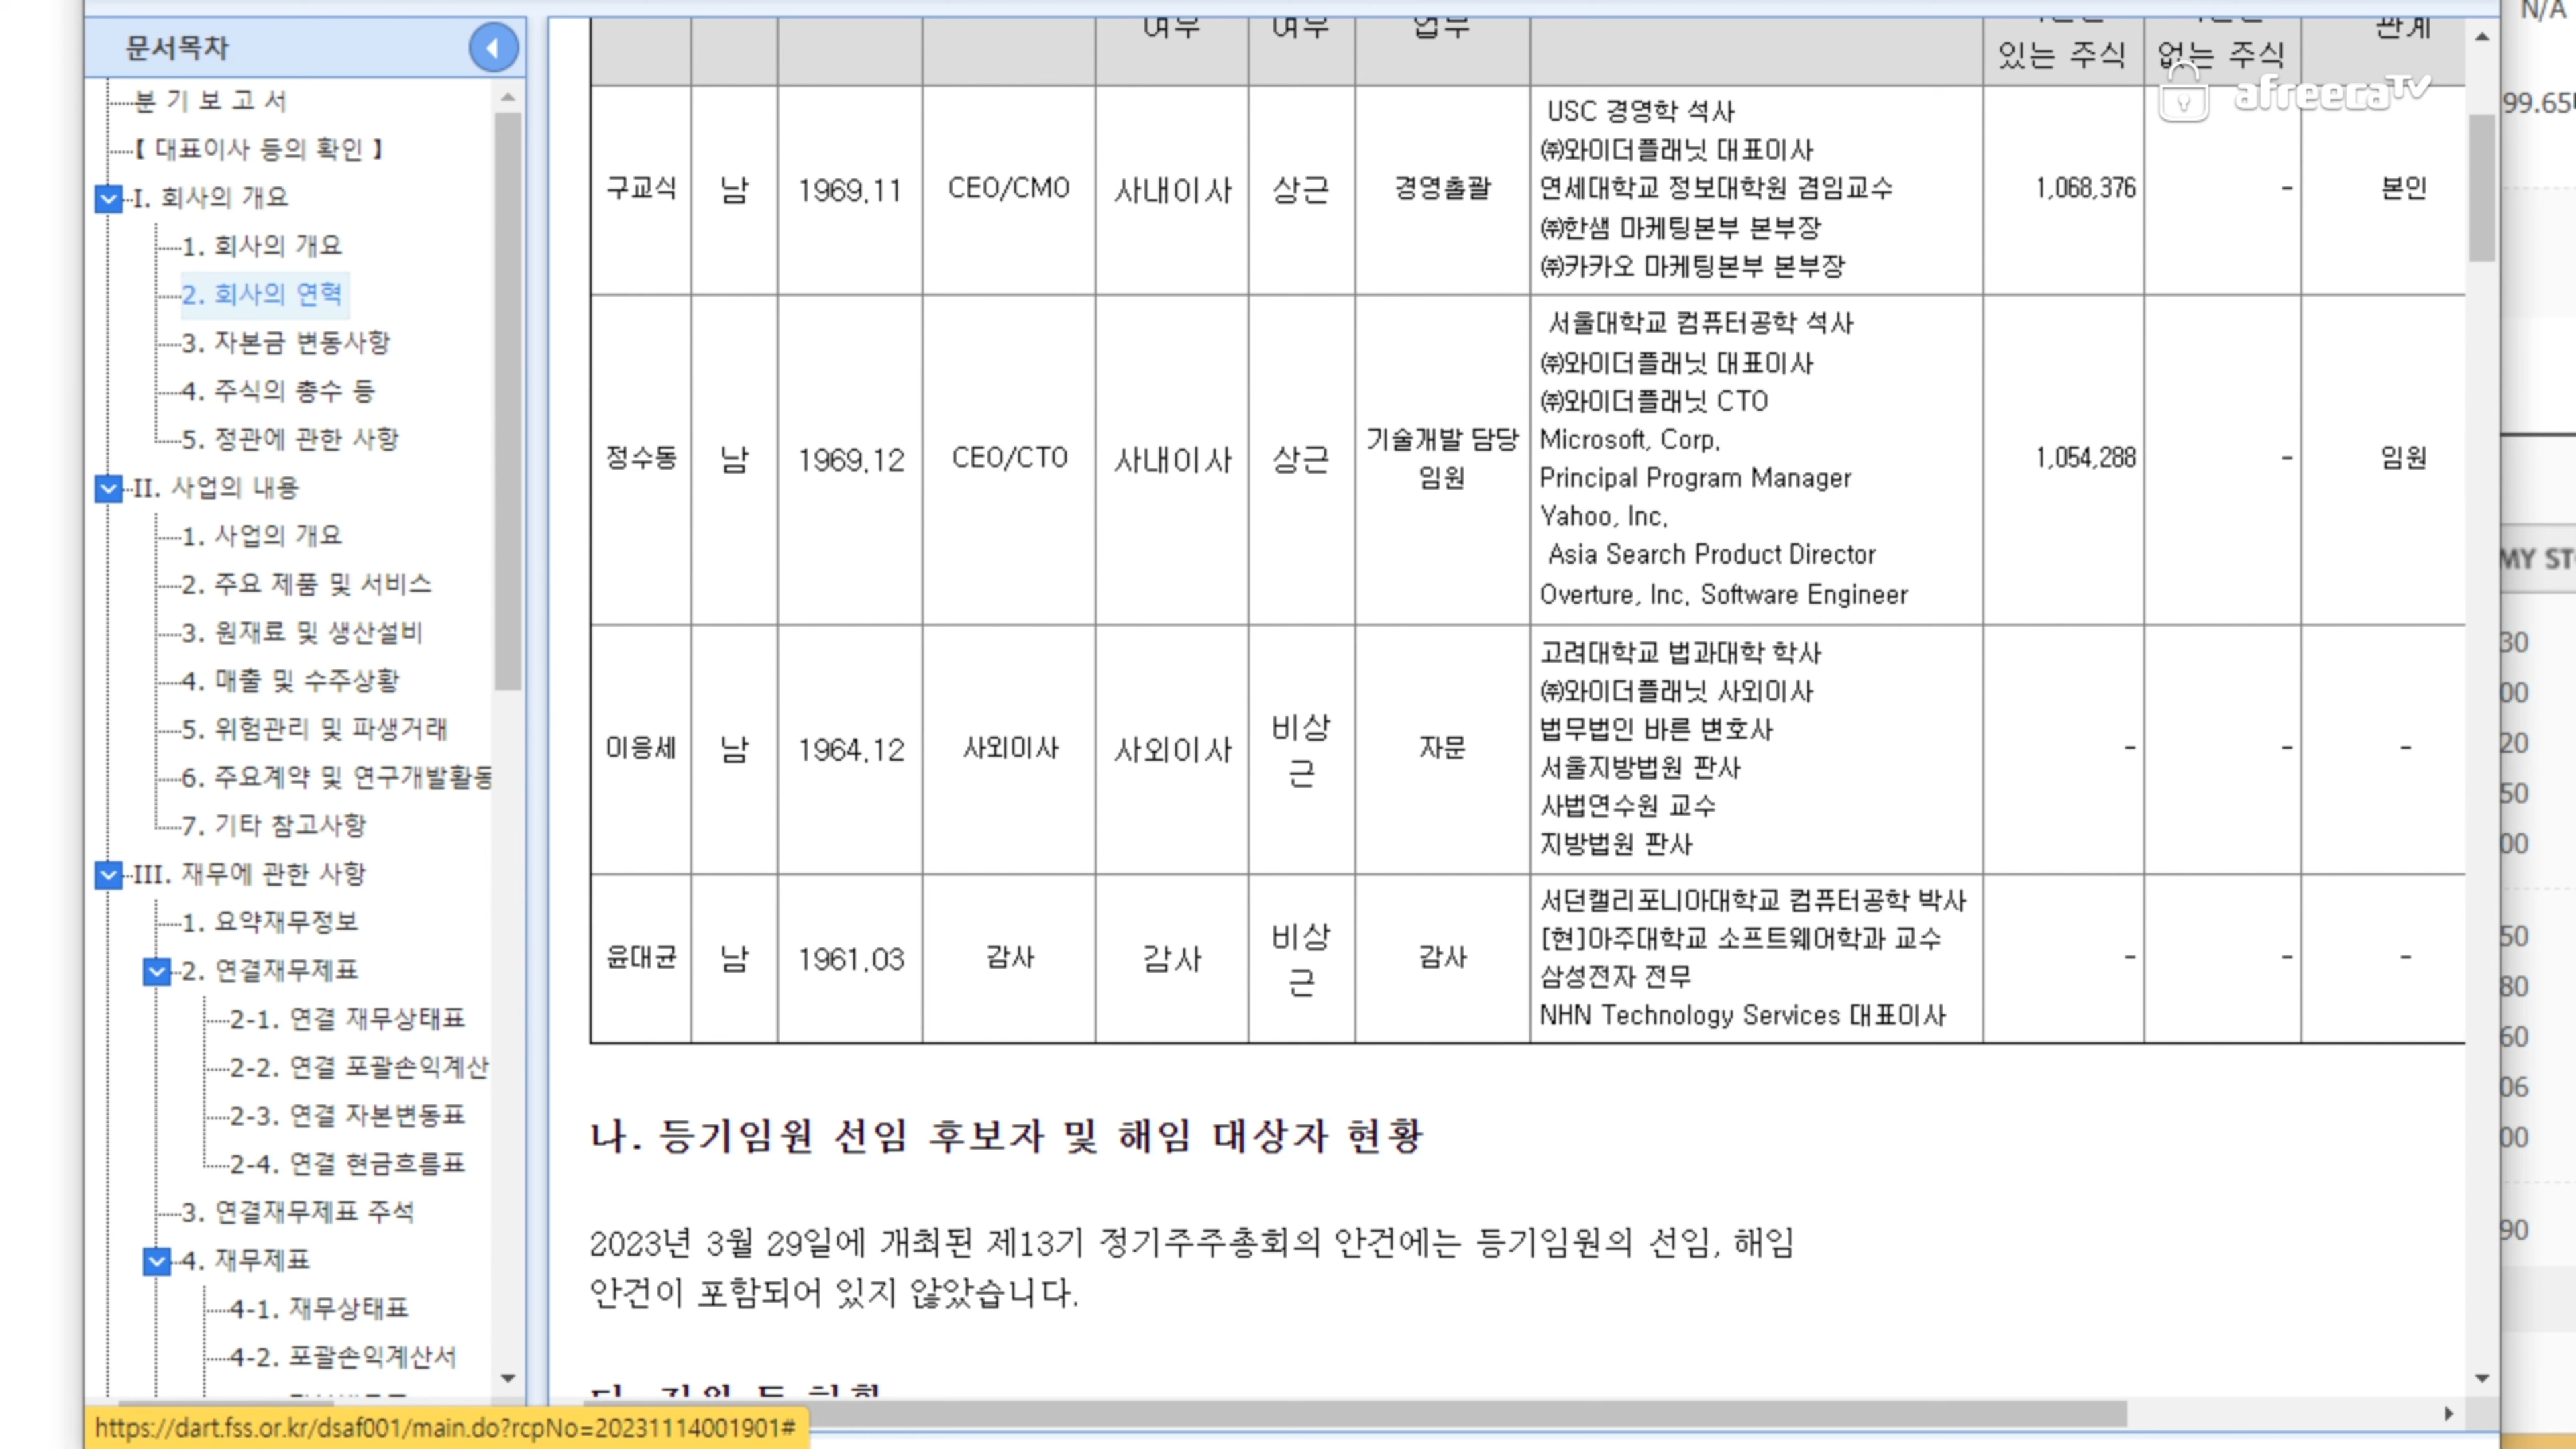 N/A
문서목차
분 기 보 고 서
【 대표이사 등의 확인 】
I. 회사의 개요
1. 회사의 개요
2. 회사의 연혁
3. 자본금 변동사항
4. 주식의 총수 등
5. 정관에 관한 사항
II. 사업의 내용
1. 사업의 개요
2. 주요 제품 및 서비스
3. 원재료 및 생산설비
4. 매출 및 수주상황
5. 위험관리 및 파생거래
6. 주요계약 및 연구개발활동
7. 기타 참고사항
III. 재무에 관한 사항
1. 요약재무정보
2. 연결재무제표
2-1. 연결 재무상태표
2-2. 연결 포괄손익계산
2-3. 연결 자본변동표
2-4. 연결 현금흐름표
3. 연결재무제표 주석
4. 재무제표
4-1. 재무상태표
4-2. 포괄손익계산서
여부 여부 업무 있는 주식 없는 주식 관계
afreecaTV
99.65
구교식 남 1969.11 CEO/CMO 사내이사 상근 경영총괄
USC 경영학 석사
㈜와이더플래닛 대표이사
연세대학교 정보대학원 겸임교수
㈜한샘 마케팅본부 본부장
㈜카카오 마케팅본부 본부장
1,068,376 - 본인
정수동 남 1969.12 CEO/CTO 사내이사 상근 기술개발 담당
임원
서울대학교 컴퓨터공학 석사
㈜와이더플래닛 대표이사
㈜와이더플래닛 CTO
Microsoft, Corp.
Principal Program Manager
Yahoo, Inc.
Asia Search Product Director
Overture, Inc. Software Engineer
1,054,288 - 임원
이응세 남 1964.12 사외이사 사외이사 비상
근
자문
고려대학교 법과대학 학사
㈜와이더플래닛 사외이사
법무법인 바른 변호사
서울지방법원 판사
사법연수원 교수
지방법원 판사
- - -
윤대균 남 1961.03 감사 감사 비상
근
감사
서던캘리포니아대학교 컴퓨터공학 박사
[현]아주대학교 소프트웨어학과 교수
삼성전자 전무
NHN Technology Services 대표이사
- - -
나. 등기임원 선임 후보자 및 해임 대상자 현황
2023년 3월 29일에 개최된 제13기 정기주주총회의 안건에는 등기임원의 선임, 해임
안건이 포함되어 있지 않았습니다.
MY ST
30
00
20
50
00
50
80
60
06
00
90
https://dart.fss.or.kr/dsaf001/main.do?rcpNo=20231114001901#